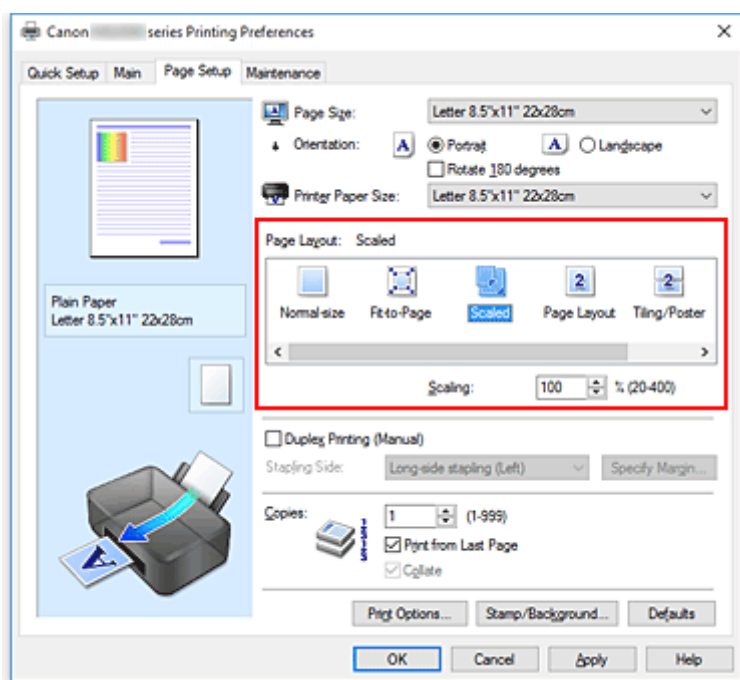 Canon series Printing Preferences
Quick Setup Main Page Setup Maintenance
Page Size: Letter 8.5"x11" 22x28cm
Orientation: A Portrait A Landscape
Rotate 180 degrees
Printer Paper Size: Letter 8.5"x11" 22x28cm
Page Layout: Scaled
Normal-size Fit-to-Page Scaled Page Layout Tiling/Poster
Scaling: 100 % (20-400)
Plain Paper
Letter 8.5"x11" 22x28cm
Duplex Printing (Manual)
Stapling Side: Long-side stapling (Left) Specify Margin...
Copies: 1 (1-999)
Print from Last Page
Collate
Print Options... Stamp/Background... Defaults
OK Cancel Apply Help